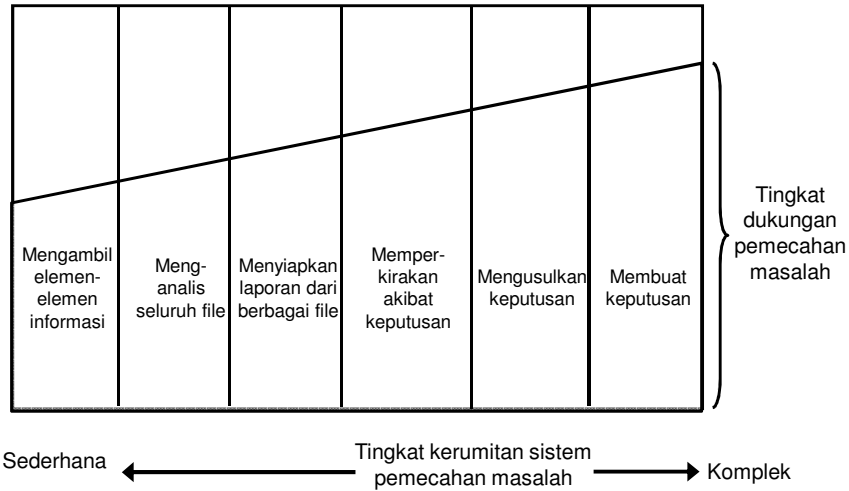 Mengambil
elemen-
elemen
informasi
Meng-
analis
seluruh file
Menyiapkan
laporan dari
berbagai file
Memper-
kirakan
akibat
keputusan
Mengusulkan
keputusan
Membuat
keputusan
Tingkat
dukungan
pemecahan
masalah
Sederhana
Tingkat kerumitan sistem
pemecahan masalah
Komplek